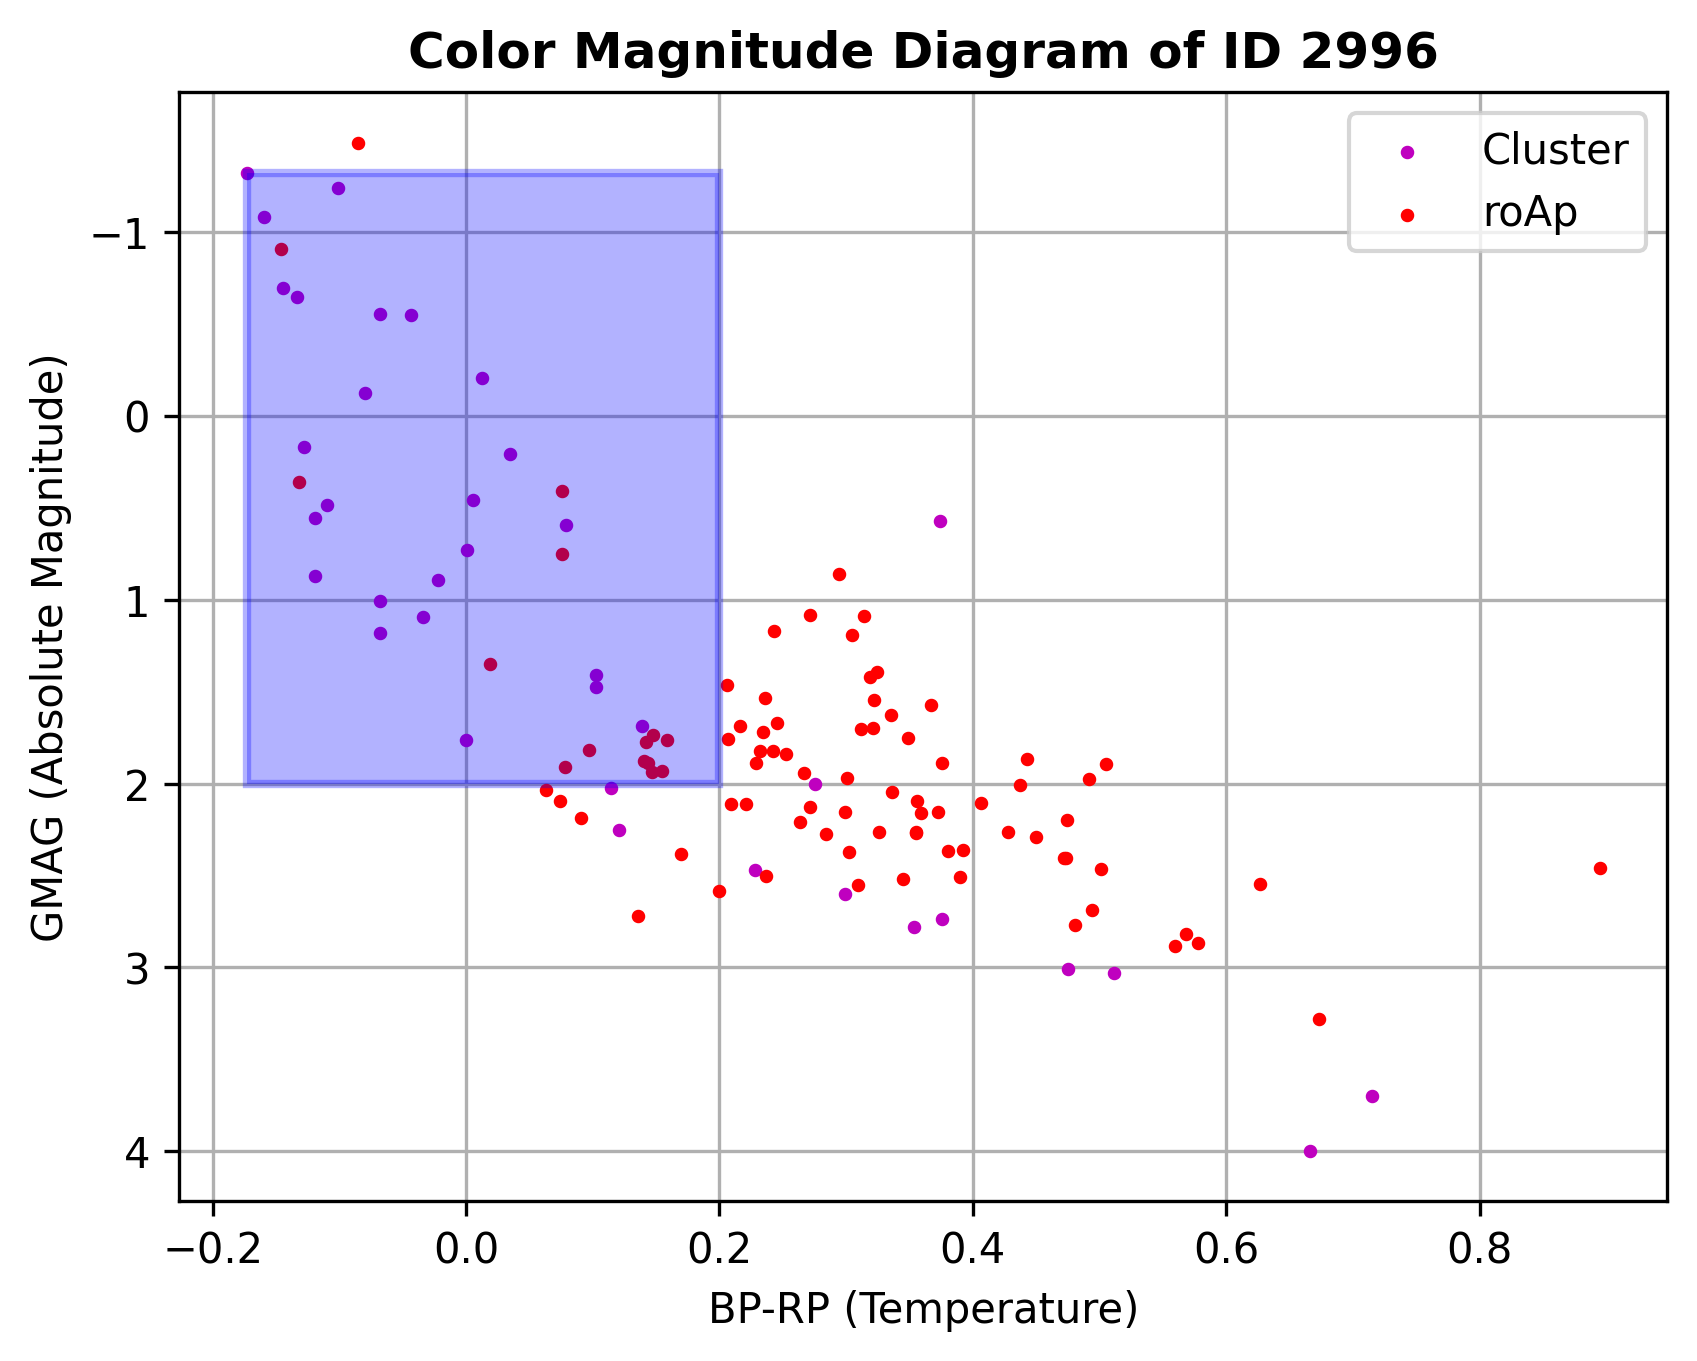 Color Magnitude Diagram of ID 2996
Cluster
roAp
−1
0
1
2
3
4
GMAG (Absolute Magnitude)
−0.2 0.0 0.2 0.4 0.6 0.8
BP-RP (Temperature)